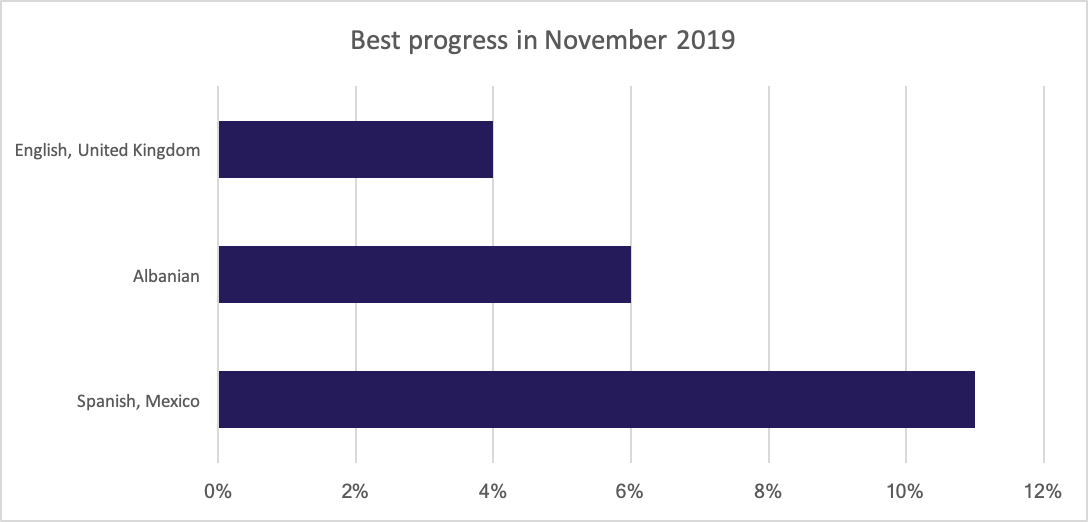 Best progress in November 2019
English, United Kingdom
Albanian
Spanish, Mexico
0% 2% 4% 6% 8% 10% 12%